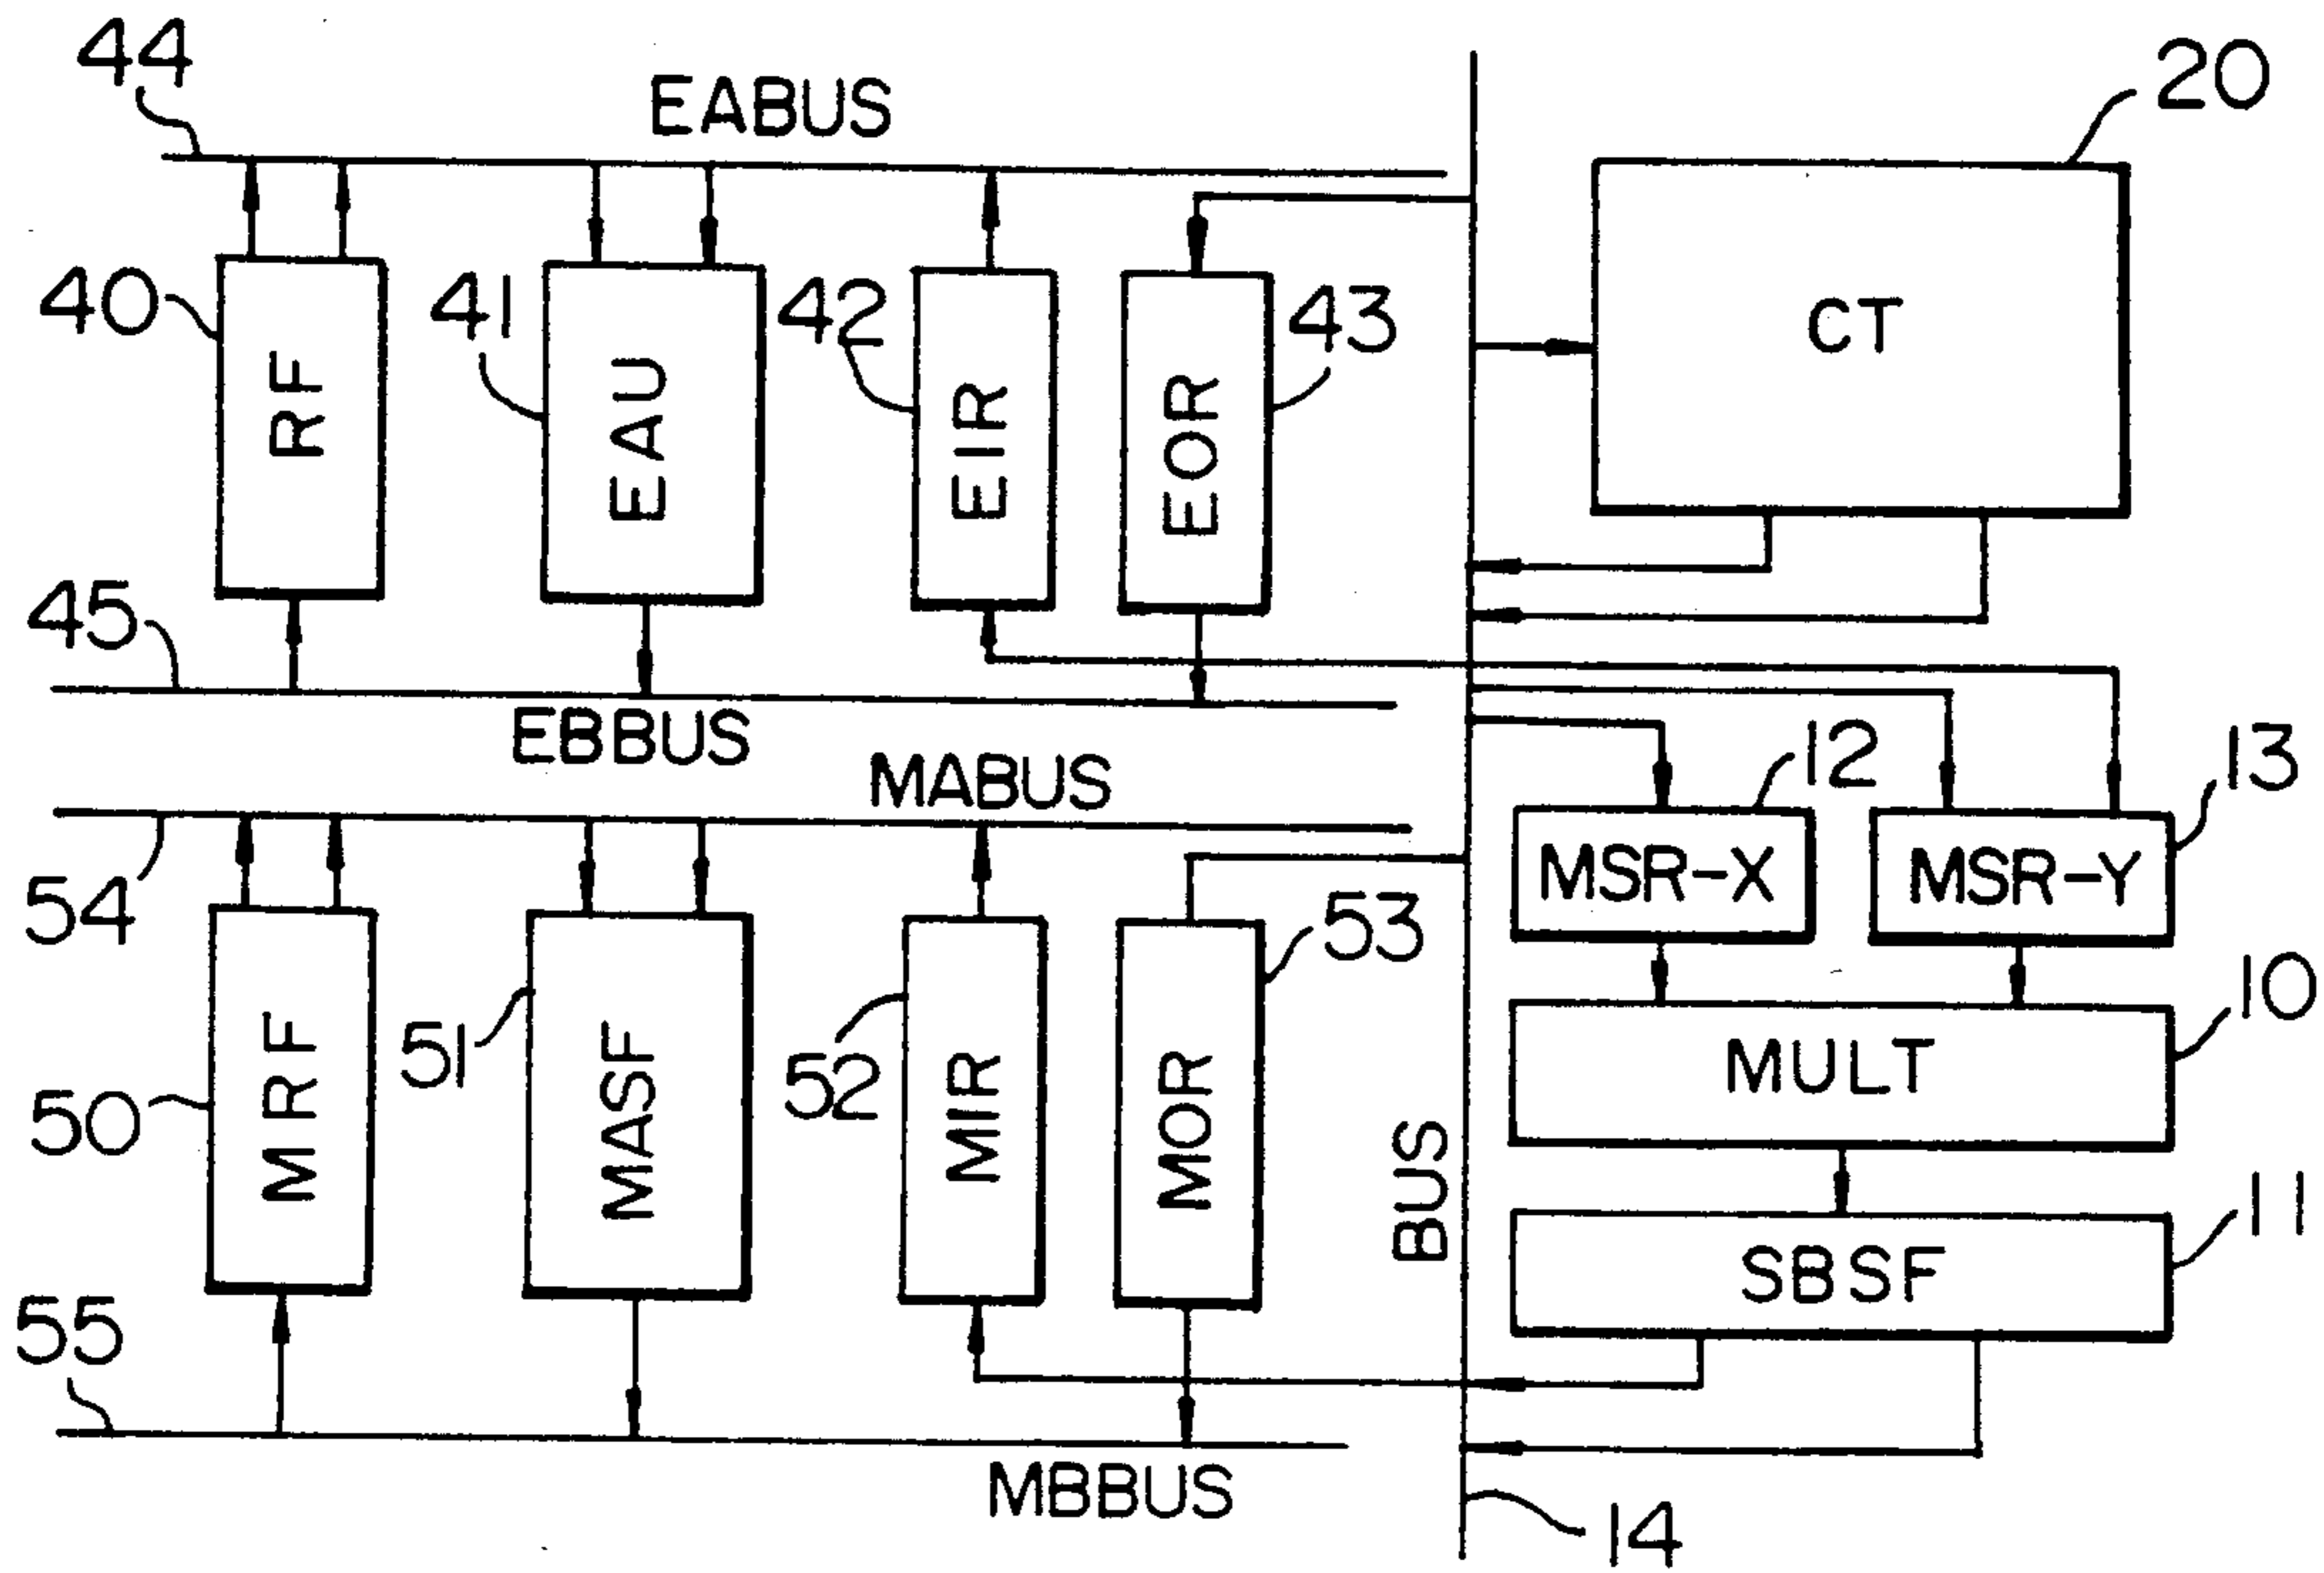 44
EABUS
20
40
RF
41
EAU
42
EIR
43
EOR
CT
45
EBBUS
MABUS
12
13
54
MSR-X
MSR-Y
53
50
MRF
51
MASF
52
MIR
MOR
BUS
10
MULT
11
SBSF
55
MBBUS
14